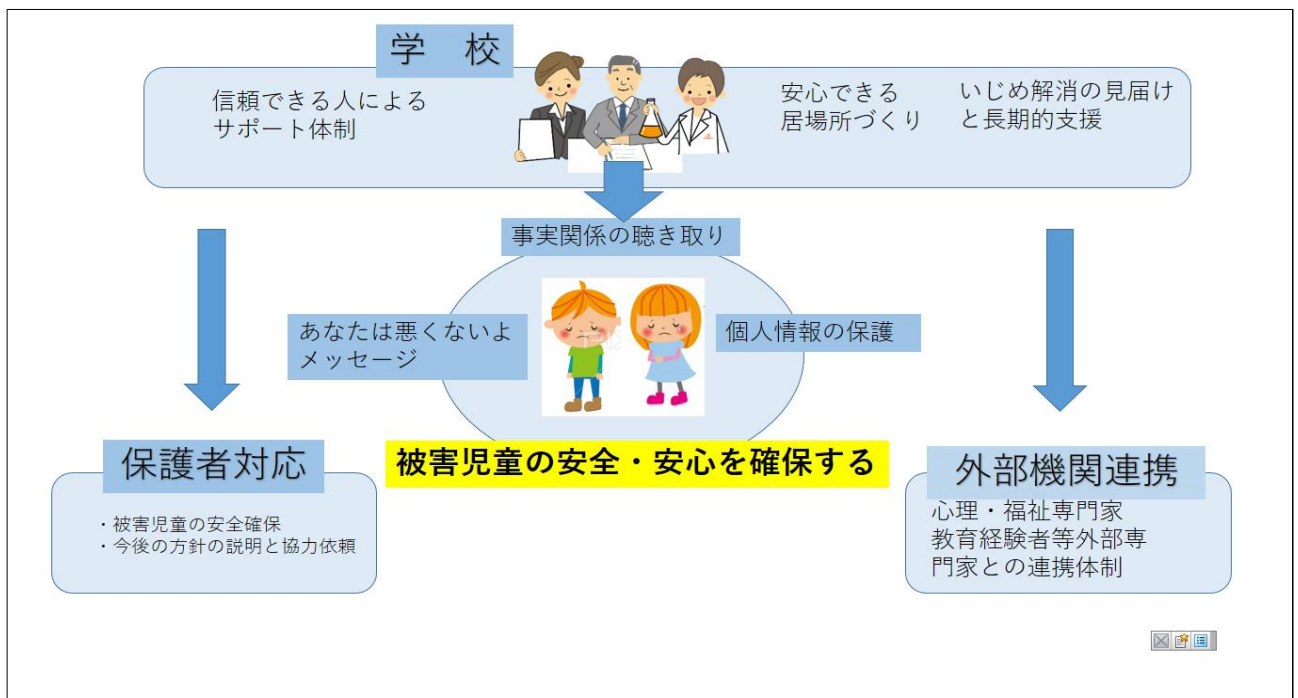 学 校
信頼できる人による
サポート体制
安心できる
居場所づくり
いじめ解消の見届け
と長期的支援
事実関係の聴き取り
あなたは悪くないよ
メッセージ
個人情報の保護
被害児童の安全・安心を確保する
保護者対応
・被害児童の安全確保
・今後の方針の説明と協力依頼
外部機関連携
心理・福祉専門家
教育経験者等外部専
門家との連携体制